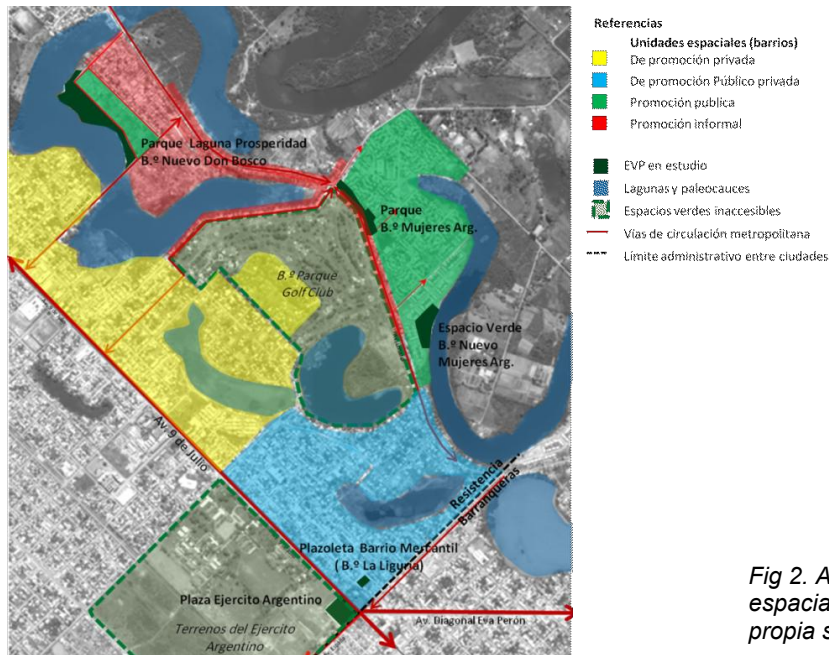 Referencias
Unidades espaciales (barrios)
De promoción privada
De promoción Público privada
Promoción publica
Promoción informal
EVP en estudio
Lagunas y paleocauces
Espacios verdes inaccesibles
Vías de circulación metropolitana
Límite administrativo entre ciudades
Parque Laguna Prosperidad
B.º Nuevo Don Bosco
Parque
B.º Mujeres Arg.
B.º Parque
Golf Club
Espacio Verde
B.º Nuevo
Mujeres Arg.
Av. 9 de Julio
Resistencia
Barranqueras
Plazoleta Barrio Mercantil
( B.º La Liguria)
Plaza Ejercito Argentino
Terrenos del Ejercito
Argentino
Av. Diagonal Eva Perón
Fig 2. A
espacia
propia s